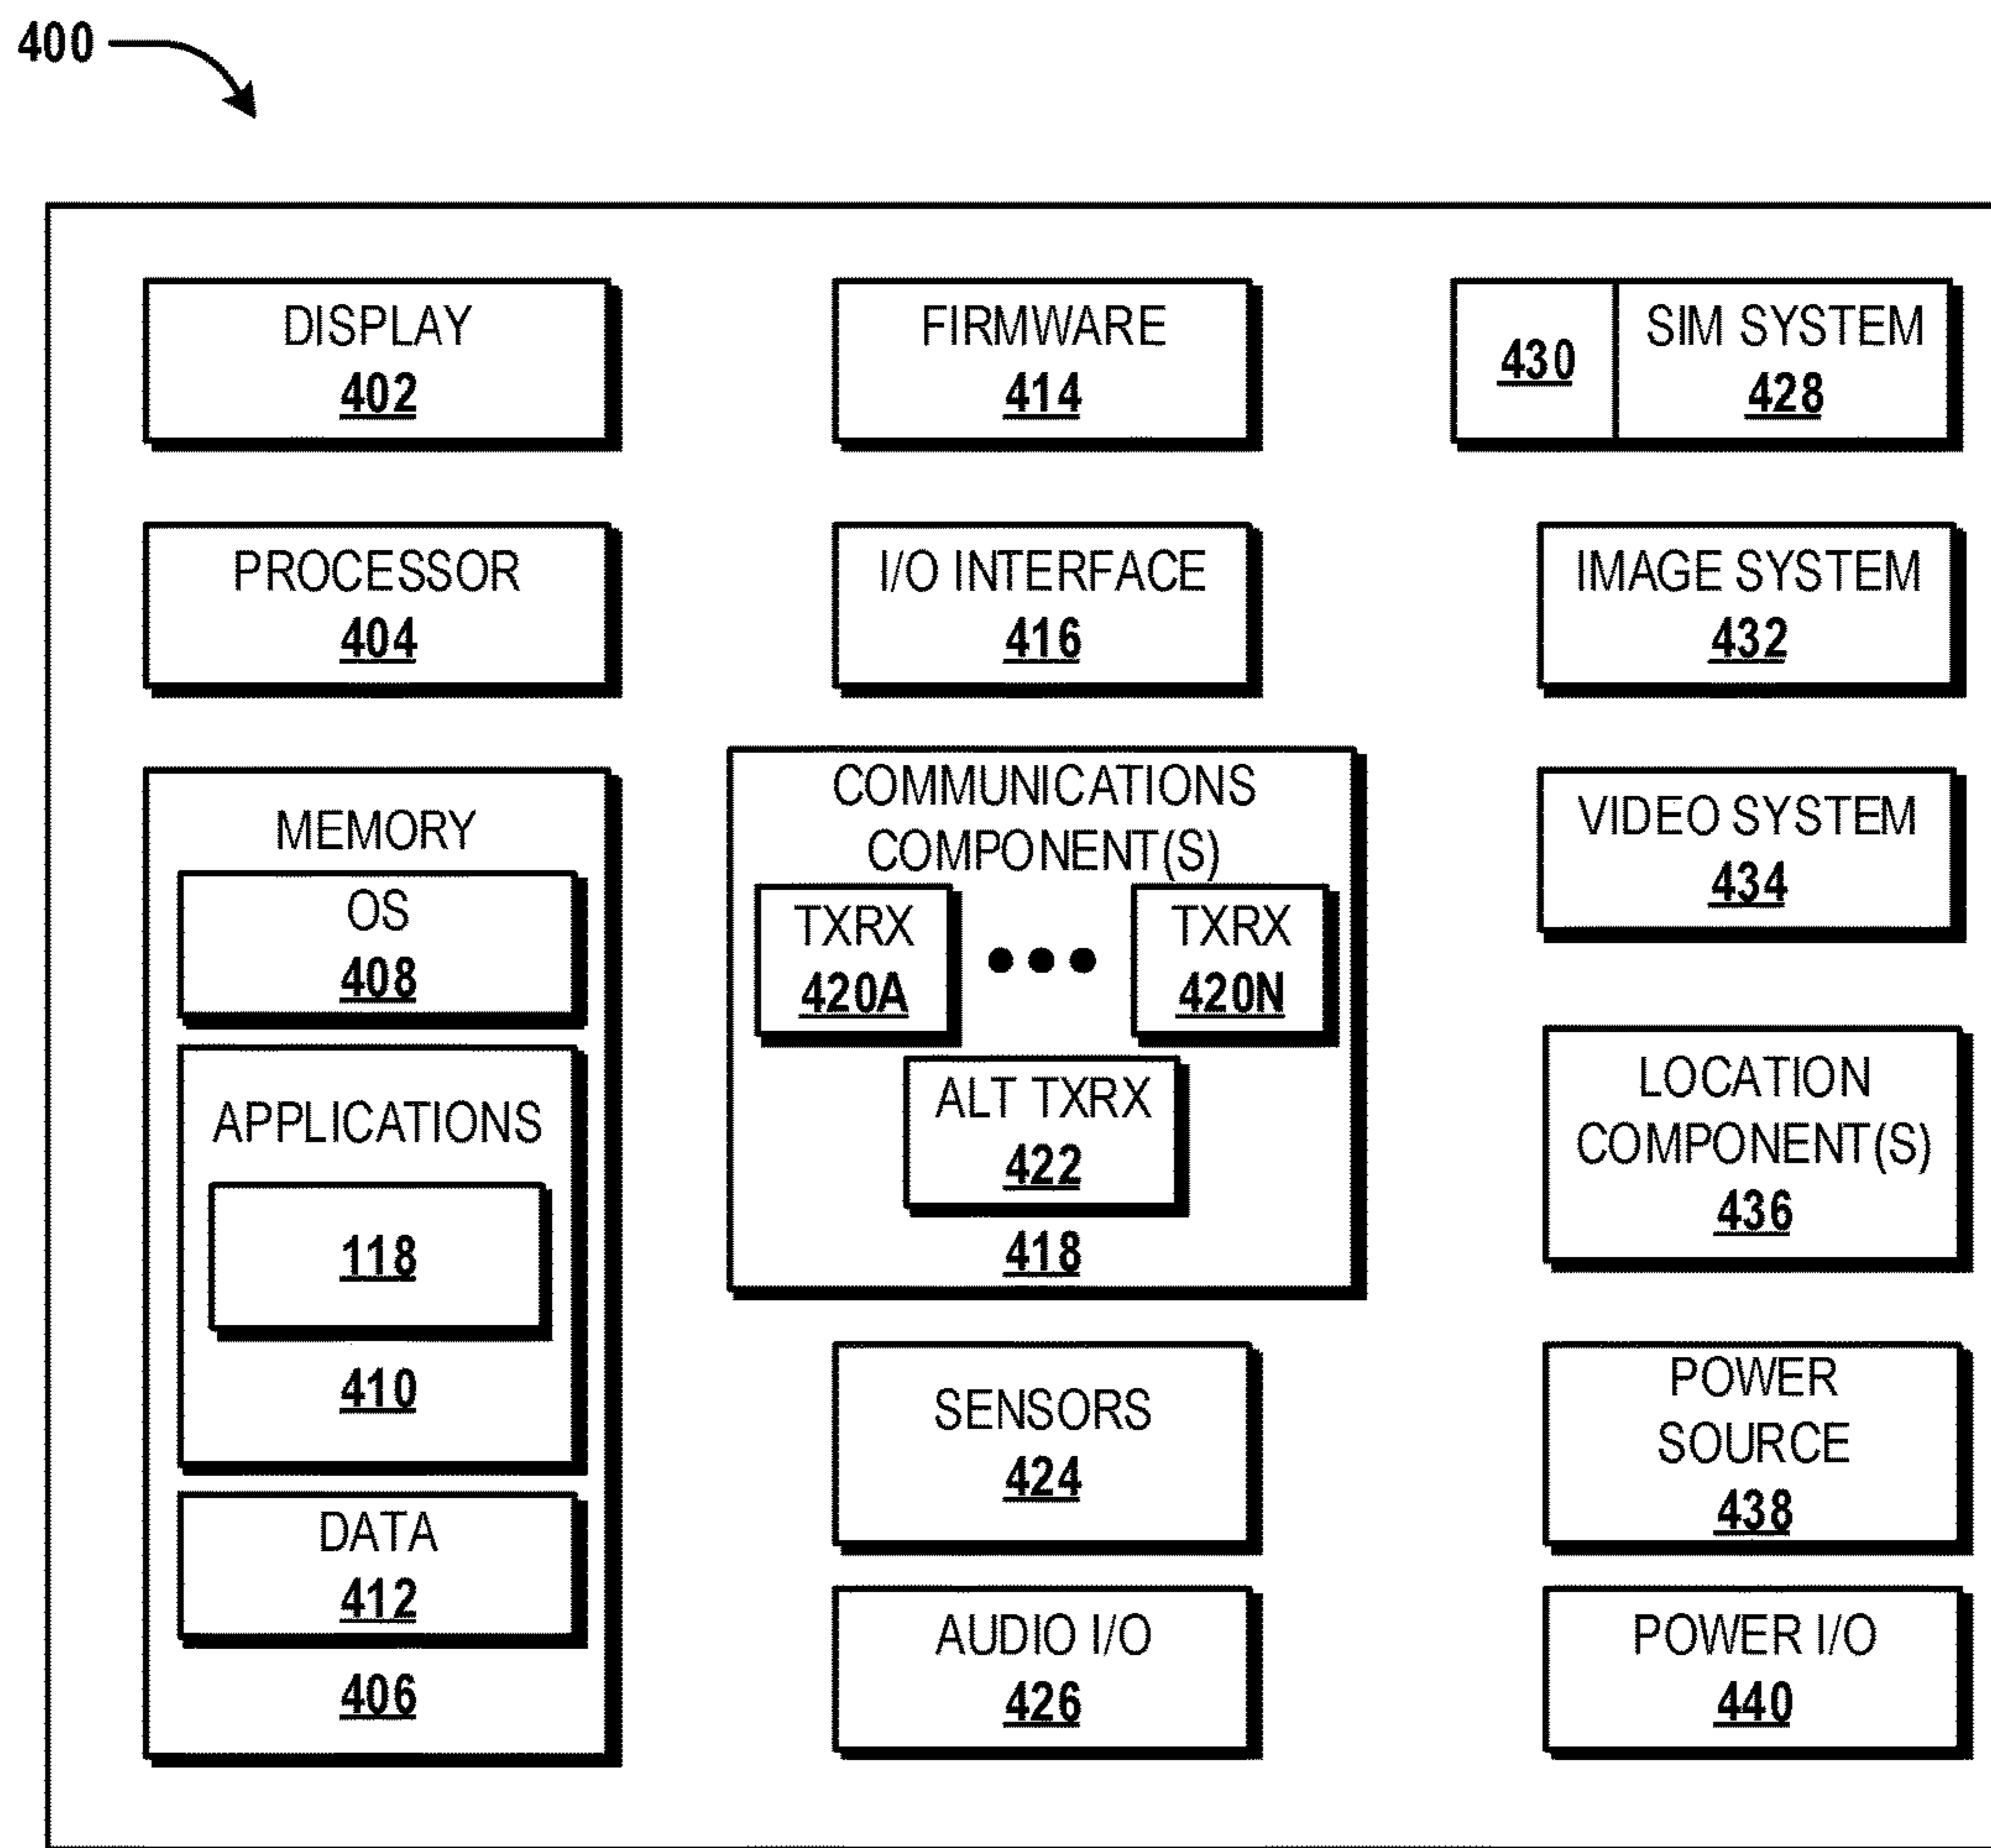 400
DISPLAY
402
PROCESSOR
404
MEMORY
OS
408
APPLICATIONS
118
410
DATA
412
406
FIRMWARE
414
I/O INTERFACE
416
COMMUNICATIONS
COMPONENT(S)
TXRX
420A
TXRX
420N
ALT TXRX
422
418
SENSORS
424
AUDIO I/O
426
430
SIM SYSTEM
428
IMAGE SYSTEM
432
VIDEO SYSTEM
434
LOCATION
COMPONENT(S)
436
POWER
SOURCE
438
POWER I/O
440